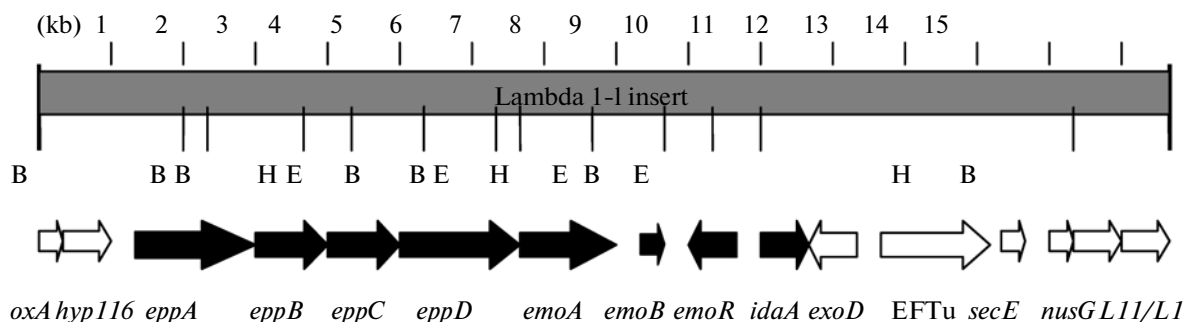 (kb) 1 2 3 4 5 6 7 8 9 10 11 12 13 14 15
Lambda 1-1 insert
B B B H E B B E H E B E H B
oxA hyp116 eppA eppB eppC eppD emoA emoB emoR idaA exoD EFTu secE nusG L11/L1